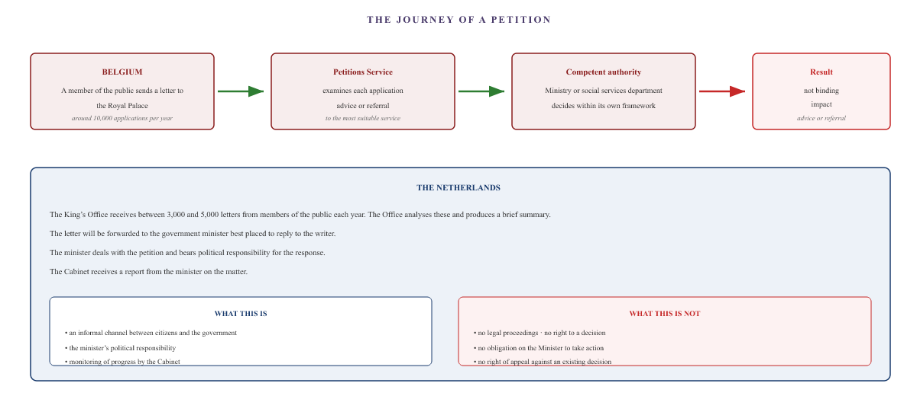 THE JOURNEY OF A PETITION
BELGIUM
A member of the public sends a letter to
the Royal Palace
around 10,000 applications per year
Petitions Service
examines each application
advice or referral
to the most suitable service
Competent authority
Ministry or social services department
decides within its own framework
Result
not binding
impact
advice or referral
THE NETHERLANDS
The King's Office receives between 3,000 and 5,000 letters from members of the public each year. The Office analyses these and produces a brief summary.
The letter will be forwarded to the government minister best placed to reply to the writer.
The minister deals with the petition and bears political responsibility for the response.
The Cabinet receives a report from the minister on the matter.
WHAT THIS IS
• an informal channel between citizens and the government
• the minister's political responsibility
• monitoring of progress by the Cabinet
WHAT THIS IS NOT
• no legal proceedings - no right to a decision
• no obligation on the Minister to take action
• no right of appeal against an existing decision